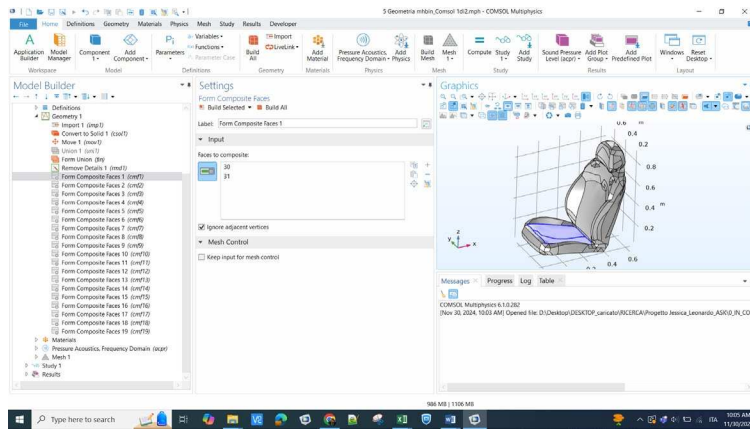 5 Geometria mhbin_Comsol 1di2.mph - COMSOL Multiphysics
File Home Definitions Geometry Materials Physics Mesh Study Results Developer
Application Builder
Model Manager
Component 1
Add Component
Parameters
Variables
Functions
Parameter Case
Build All
Import
LiveLink
Add Material
Pressure Acoustics, Frequency Domain
Add Physics
Build Mesh
Mesh 1
Compute
Study 1
Add Study
Sound Pressure Level (acpr)
Add Plot Group
Add Predefined Plot
Windows
Reset Desktop
Workspace Model Definitions Geometry Materials Physics Mesh Study Results Layout
Model Builder
Definitions
Geometry 1
Import 1 (imp1)
Convert to Solid 1 (csol1)
Move 1 (mov1)
Union 1 (uni1)
Form Union (fin)
Remove Details 1 (rmd1)
Form Composite Faces 1 (cmf1)
Form Composite Faces 2 (cmf2)
Form Composite Faces 3 (cmf3)
Form Composite Faces 4 (cmf4)
Form Composite Faces 5 (cmf5)
Form Composite Faces 6 (cmf6)
Form Composite Faces 7 (cmf7)
Form Composite Faces 8 (cmf8)
Form Composite Faces 9 (cmf9)
Form Composite Faces 10 (cmf10)
Form Composite Faces 11 (cmf11)
Form Composite Faces 12 (cmf12)
Form Composite Faces 13 (cmf13)
Form Composite Faces 14 (cmf14)
Form Composite Faces 15 (cmf15)
Form Composite Faces 16 (cmf16)
Form Composite Faces 17 (cmf17)
Form Composite Faces 18 (cmf18)
Form Composite Faces 19 (cmf19)
Materials
Pressure Acoustics, Frequency Domain (acpr)
Mesh 1
Study 1
Results
Settings
Form Composite Faces
Build Selected Build All
Label: Form Composite Faces 1
Input
Faces to composite:
30
31
Ignore adjacent vertices
Mesh Control
Keep input for mesh control
Graphics
0.6 m
0.4
0.2
0.8
0.6
0.4 m
0.2
0.6
0.4
z
y
x
Messages Progress Log Table
COMSOL Multiphysics 6.1.0.282
[Nov 30, 2024, 10:03 AM] Opened file: D:\Desktop\DESKTOP_caricato\RICERCA\Progetto Jessica_Leonardo_ASK\0_IN_CO
986 MB | 1106 MB
Type here to search
ITA
10:05 AM